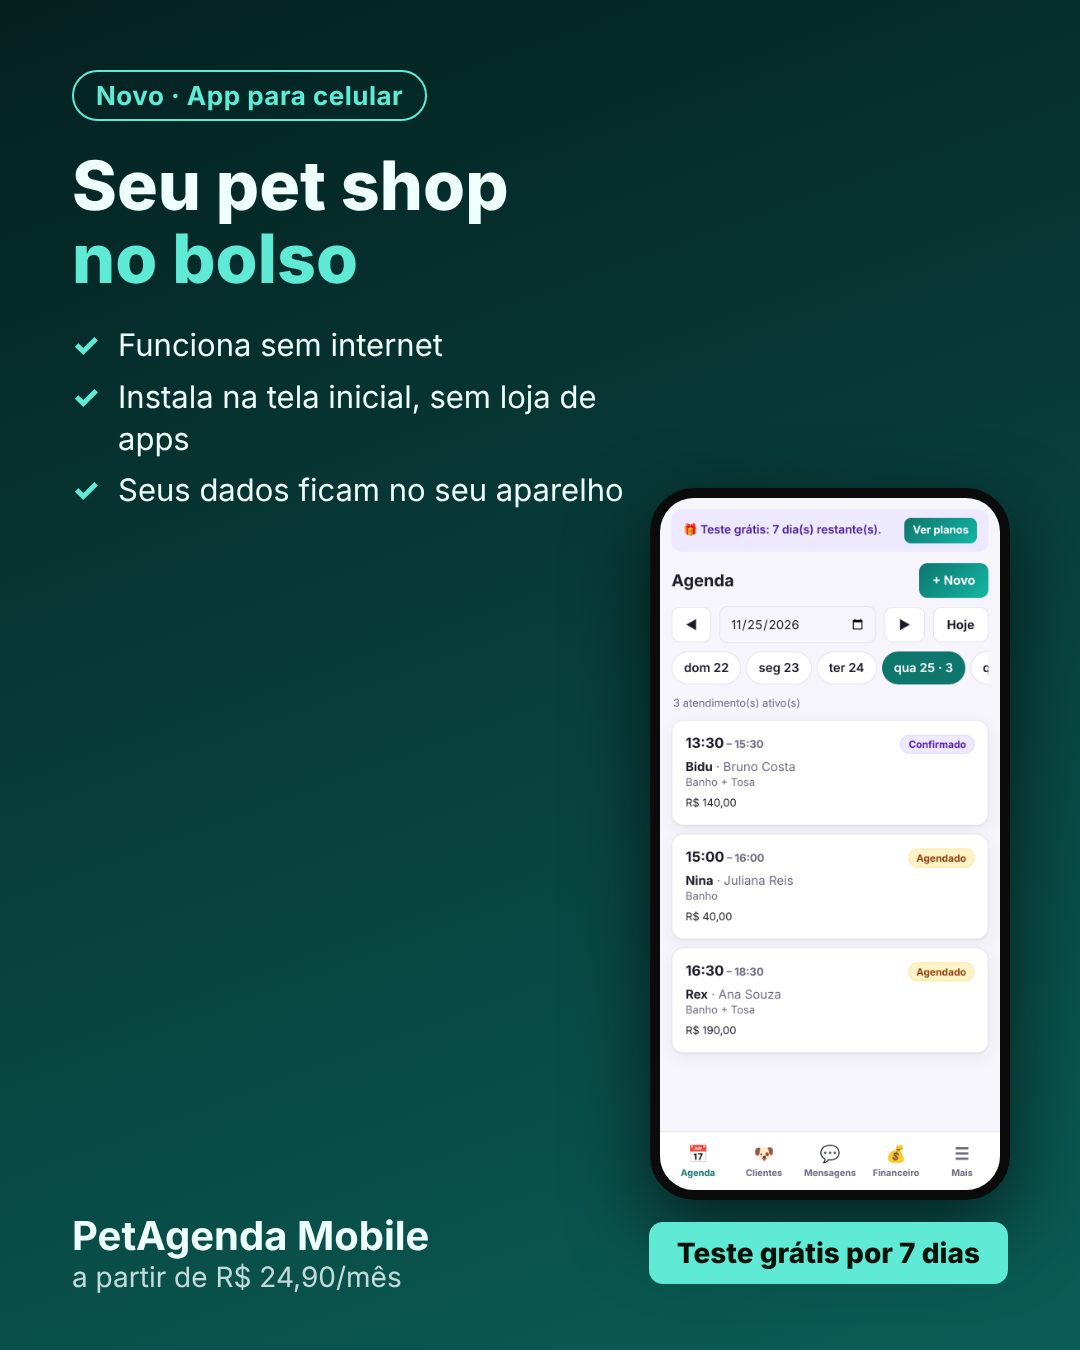 Novo · App para celular
Seu pet shop
no bolso
Funciona sem internet
Instala na tela inicial, sem loja de
apps
Seus dados ficam no seu aparelho
Teste grátis: 7 dia(s) restante(s).
Ver planos
Agenda
+ Novo
11/25/2026
Hoje
dom 22
seg 23
ter 24
qua 25 · 3
3 atendimento(s) ativo(s)
13:30 – 15:30
Confirmado
Bidu · Bruno Costa
Banho + Tosa
R$ 140,00
15:00 – 16:00
Agendado
Nina · Juliana Reis
Banho
R$ 40,00
16:30 – 18:30
Agendado
Rex · Ana Souza
Banho + Tosa
R$ 190,00
Agenda
Clientes
Mensagens
Financeiro
Mais
PetAgenda Mobile
a partir de R$ 24,90/mês
Teste grátis por 7 dias